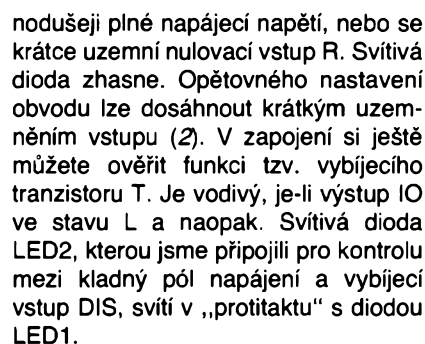 nodušeji plné napájecí napětí, nebo se
krátce uzemní nulovací vstup R. Svítivá
dioda zhasne. Opětovného nastavení
obvodu lze dosáhnout krátkým uzem-
něním vstupu (2). V zapojení si ještě
můžete ověřit funkci tzv. vybíjecího
tranzistoru T. Je vodivý, je-li výstup IO
ve stavu L a naopak. Svítivá dioda
LED2, kterou jsme připojili pro kontrolu
mezi kladný pól napájení a vybíjecí
vstup DIS, svítí v ,,protitaktu“ s diodou
LED1.